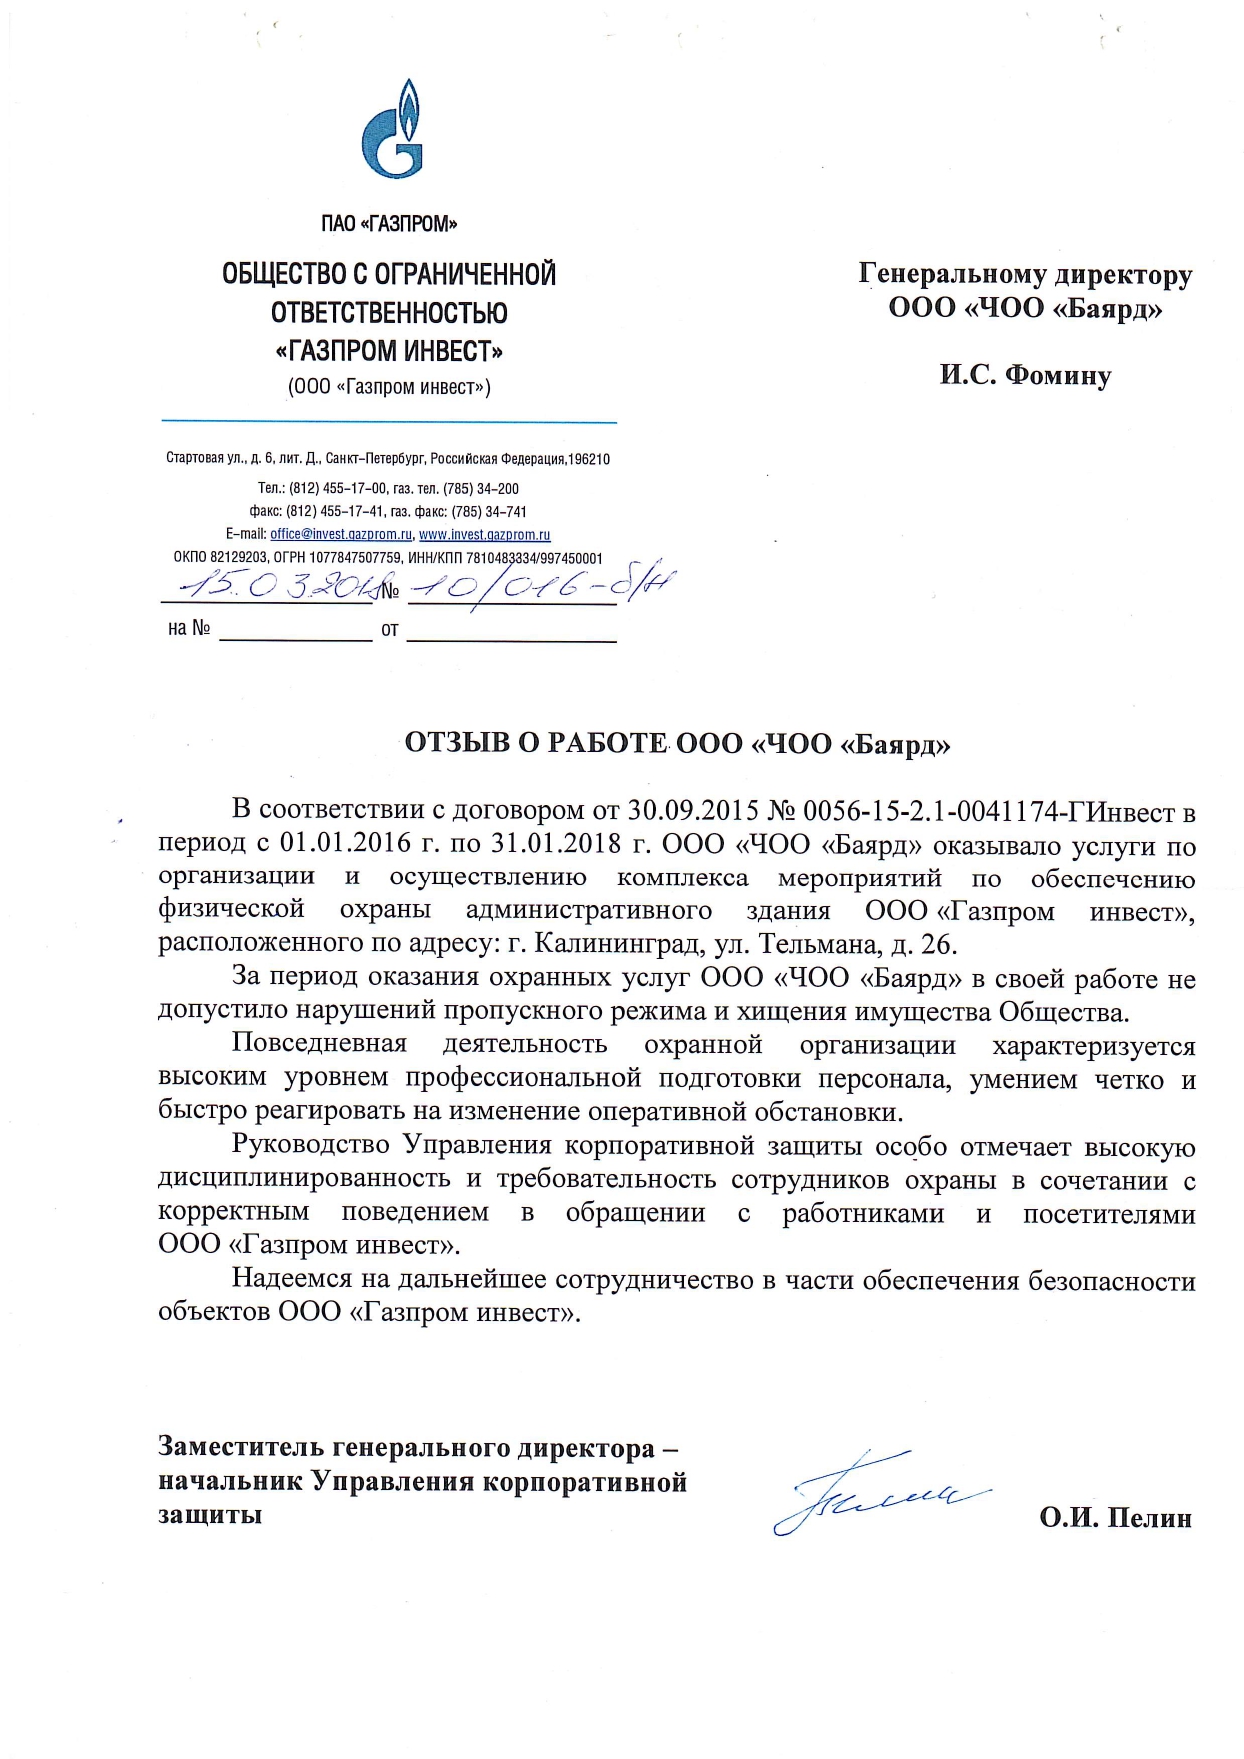 ПАО «ГАЗПРОМ»
ОБЩЕСТВО С ОГРАНИЧЕННОЙ
ОТВЕТСТВЕННОСТЬЮ
«ГАЗПРОМ ИНВЕСТ»
(ООО «Газпром инвест»)
Стартовая ул., д. 6, лит. Д., Санкт–Петербург, Российская Федерация,196210
Тел.: (812) 455–17–00, газ. тел. (785) 34–200
факс: (812) 455–17–41, газ. факс: (785) 34–741
E–mail: office@invest.gazprom.ru, www.invest.gazprom.ru
ОКПО 82129203, ОГРН 1077847507759, ИНН/КПП 7810483334/997450001
15.03.2018 № 10/016-б/н
на № от
Генеральному директору
ООО «ЧОО «Баярд»
И.С. Фомину
ОТЗЫВ О РАБОТЕ ООО «ЧОО «Баярд»
В соответствии с договором от 30.09.2015 № 0056-15-2.1-0041174-ГИнвест в
период с 01.01.2016 г. по 31.01.2018 г. ООО «ЧОО «Баярд» оказывало услуги по
организации и осуществлению комплекса мероприятий по обеспечению
физической охраны административного здания ООО «Газпром инвест»,
расположенного по адресу: г. Калининград, ул. Тельмана, д. 26.
За период оказания охранных услуг ООО «ЧОО «Баярд» в своей работе не
допустило нарушений пропускного режима и хищения имущества Общества.
Повседневная деятельность охранной организации характеризуется
высоким уровнем профессиональной подготовки персонала, умением четко и
быстро реагировать на изменение оперативной обстановки.
Руководство Управления корпоративной защиты особо отмечает высокую
дисциплинированность и требовательность сотрудников охраны в сочетании с
корректным поведением в обращении с работниками и посетителями
ООО «Газпром инвест».
Надеемся на дальнейшее сотрудничество в части обеспечения безопасности
объектов ООО «Газпром инвест».
Заместитель генерального директора –
начальник Управления корпоративной
защиты
О.И. Пелин